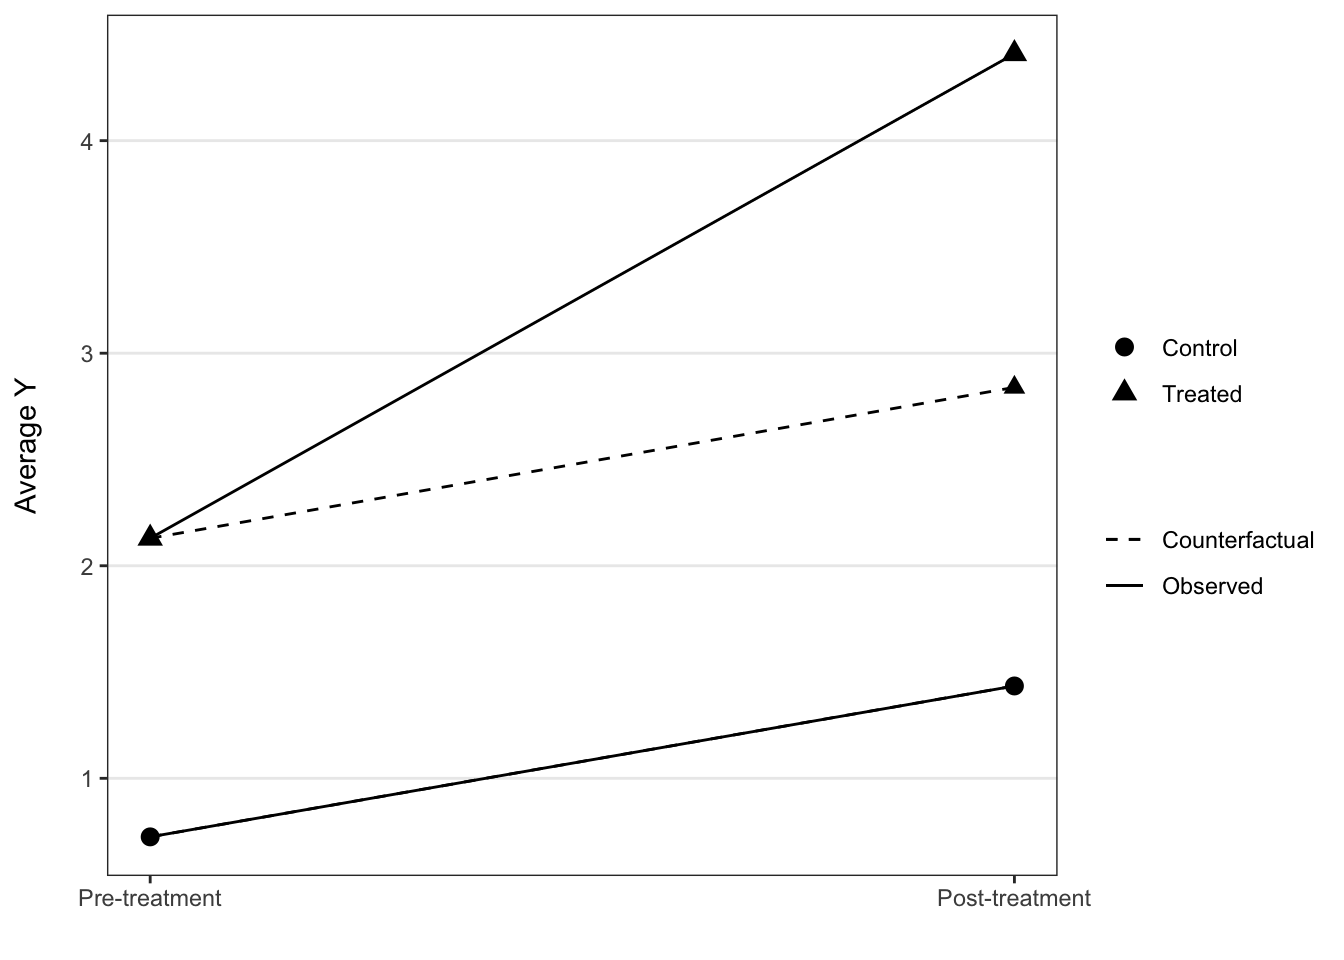 Average Y
4
3
2
1
Pre-treatment
Post-treatment
Control
Treated
Counterfactual
Observed